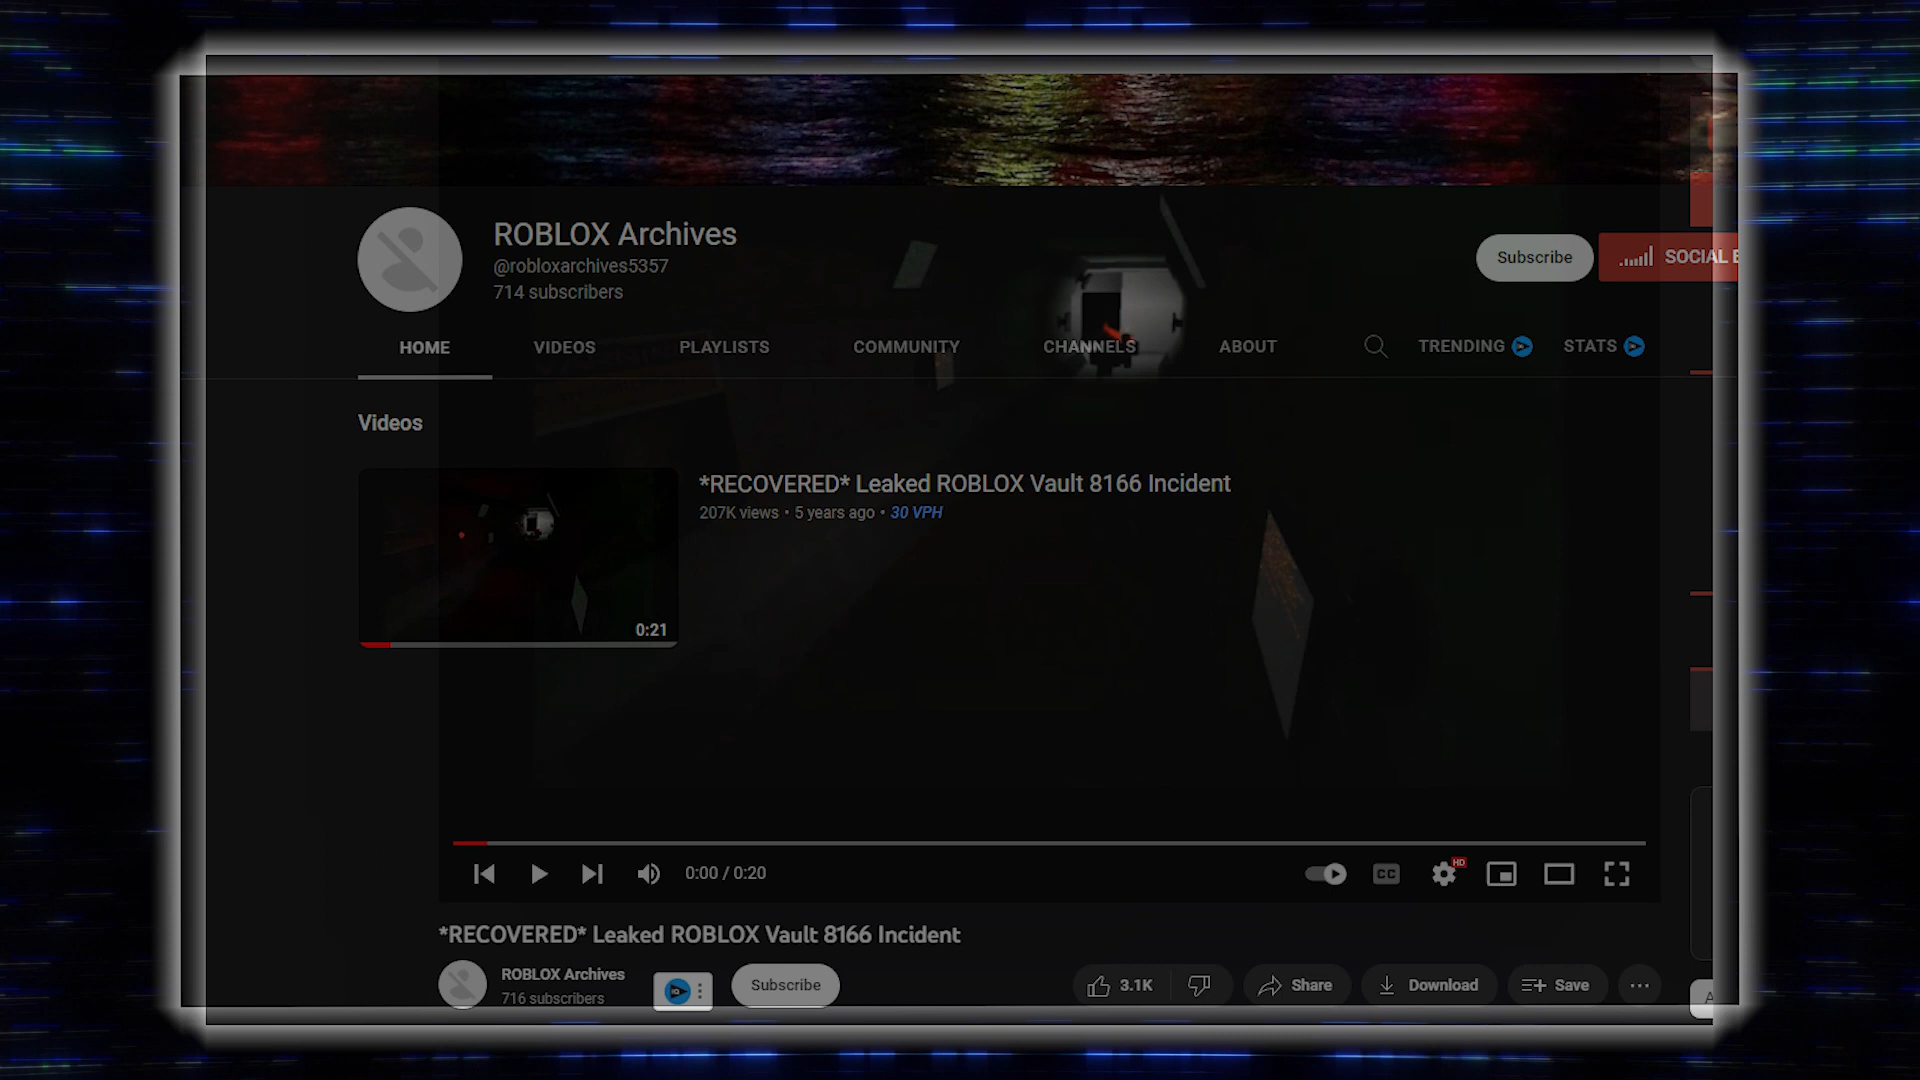 ROBLOX Archives
@robloxarchives5357
714 subscribers
Subscribe
SOCIAL
HOME
VIDEOS
PLAYLISTS
COMMUNITY
CHANNELS
ABOUT
TRENDING
STATS
Videos
*RECOVERED* Leaked ROBLOX Vault 8166 Incident
207K views • 5 years ago • 30 VPH
0:21
0:00 / 0:20
CC
HD
*RECOVERED* Leaked ROBLOX Vault 8166 Incident
ROBLOX Archives
716 subscribers
Subscribe
3.1K
Share
Download
Save